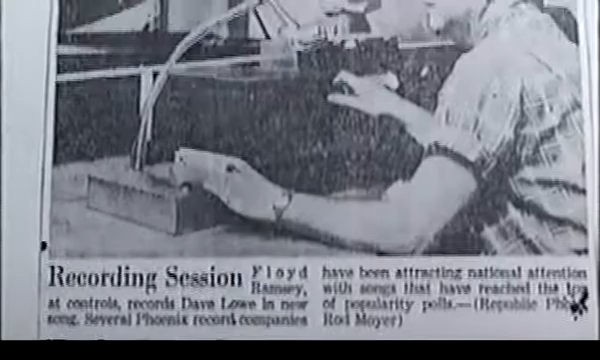 Recording Session Floyd
Ramsey,
at controls, records Dave Lowe in new
song. Several Phoenix record companies
have been attracting national attention
with songs that have reached the top
of popularity polls.—(Republic
Rod Moyer)